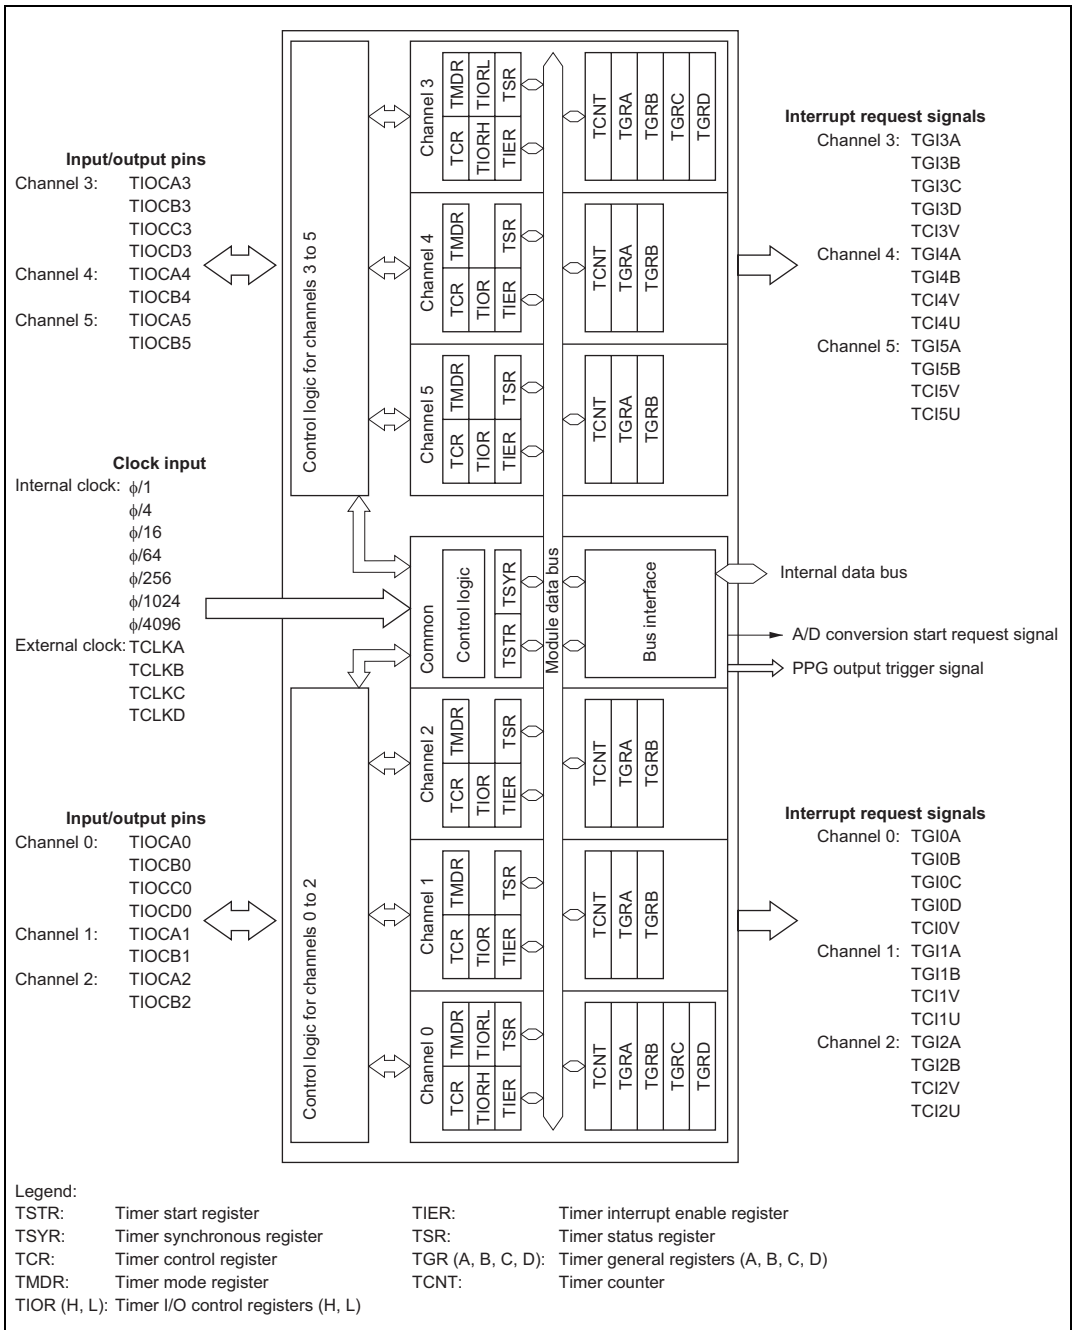 Input/output pins
Channel 3: TIOCA3
TIOCB3
TIOCC3
TIOCD3
Channel 4: TIOCA4
TIOCB4
Channel 5: TIOCA5
TIOCB5
Clock input
Internal clock: ϕ/1
ϕ/4
ϕ/16
ϕ/64
ϕ/256
ϕ/1024
ϕ/4096
External clock: TCLKA
TCLKB
TCLKC
TCLKD
Input/output pins
Channel 0: TIOCA0
TIOCB0
TIOCC0
TIOCD0
Channel 1: TIOCA1
TIOCB1
Channel 2: TIOCA2
TIOCB2
Control logic for channels 3 to 5
Control logic for channels 0 to 2
Channel 3
TCR
TMDR
TIORH
TIORL
TIER
TSR
TCNT
TGRA
TGRB
TGRC
TGRD
Channel 4
TCR
TMDR
TIOR
TIER
TSR
TCNT
TGRA
TGRB
Channel 5
TCR
TMDR
TIOR
TIER
TSR
TCNT
TGRA
TGRB
Common
Control logic
TSTR
TSYR
Module data bus
Bus interface
Channel 2
TCR
TMDR
TIOR
TIER
TSR
TCNT
TGRA
TGRB
Channel 1
TCR
TMDR
TIOR
TIER
TSR
TCNT
TGRA
TGRB
Channel 0
TCR
TMDR
TIORH
TIORL
TIER
TSR
TCNT
TGRA
TGRB
TGRC
TGRD
Interrupt request signals
Channel 3: TGI3A
TGI3B
TGI3C
TGI3D
TCI3V
Channel 4: TGI4A
TGI4B
TCI4V
TCI4U
Channel 5: TGI5A
TGI5B
TCI5V
TCI5U
Internal data bus
A/D conversion start request signal
PPG output trigger signal
Interrupt request signals
Channel 0: TGI0A
TGI0B
TGI0C
TGI0D
TCI0V
Channel 1: TGI1A
TGI1B
TCI1V
TCI1U
Channel 2: TGI2A
TGI2B
TCI2V
TCI2U
Legend:
TSTR: Timer start register
TSYR: Timer synchronous register
TCR: Timer control register
TMDR: Timer mode register
TIOR (H, L): Timer I/O control registers (H, L)
TIER: Timer interrupt enable register
TSR: Timer status register
TGR (A, B, C, D): Timer general registers (A, B, C, D)
TCNT: Timer counter